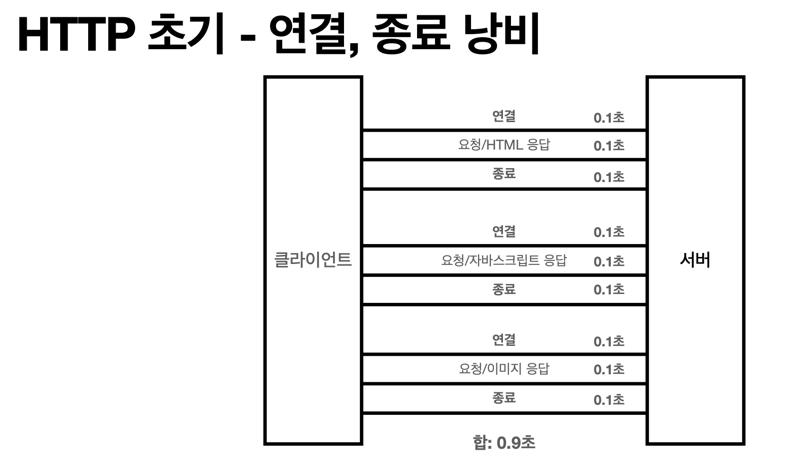 HTTP 초기 - 연결, 종료 낭비
연결 0.1초
요청/HTML 응답 0.1초
종료 0.1초
연결 0.1초
클라이언트 요청/자바스크립트 응답 0.1초 서버
종료 0.1초
연결 0.1초
요청/이미지 응답 0.1초
종료 0.1초
합: 0.9초